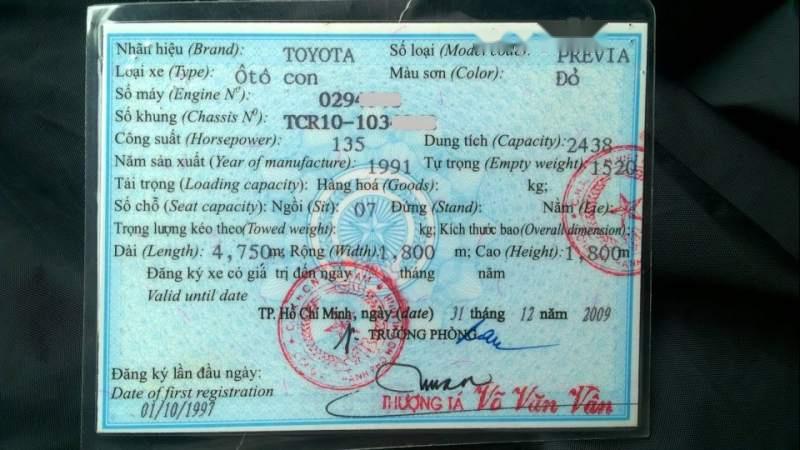 Nhãn hiệu (Brand): TOYOTA Số loại (Model code): PREVIA
Loại xe (Type): Ôtô con Màu sơn (Color): Đỏ
Số máy (Engine Nº): 0294
Số khung (Chassis Nº): TCR10-103
Công suất (Horsepower): 135 Dung tích (Capacity): 2438
Năm sản xuất (Year of manufacture): 1991 Tự trọng (Empty weight): 1520
Tải trọng (Loading capacity): Hàng hoá (Goods): kg;
Số chỗ (Seat capacity): Ngồi (Sit): 07 Đứng (Stand): Nằm (Lie):
Trọng lượng kéo theo(Towed weight): kg; Kích thước bao(Overall dimension):
Dài (Length): 4,750m; Rộng (Width): 1,800 m; Cao (Height): 1,800m
Đăng ký xe có giá trị đến ngày tháng năm
Valid until date
TP. Hồ Chí Minh, ngày (date) 31 tháng 12 năm 2009
TRƯỞNG PHÒNG
Đăng ký lần đầu ngày:
Date of first registration
01/10/1997
THƯỢNG TÁ Võ Văn Vân